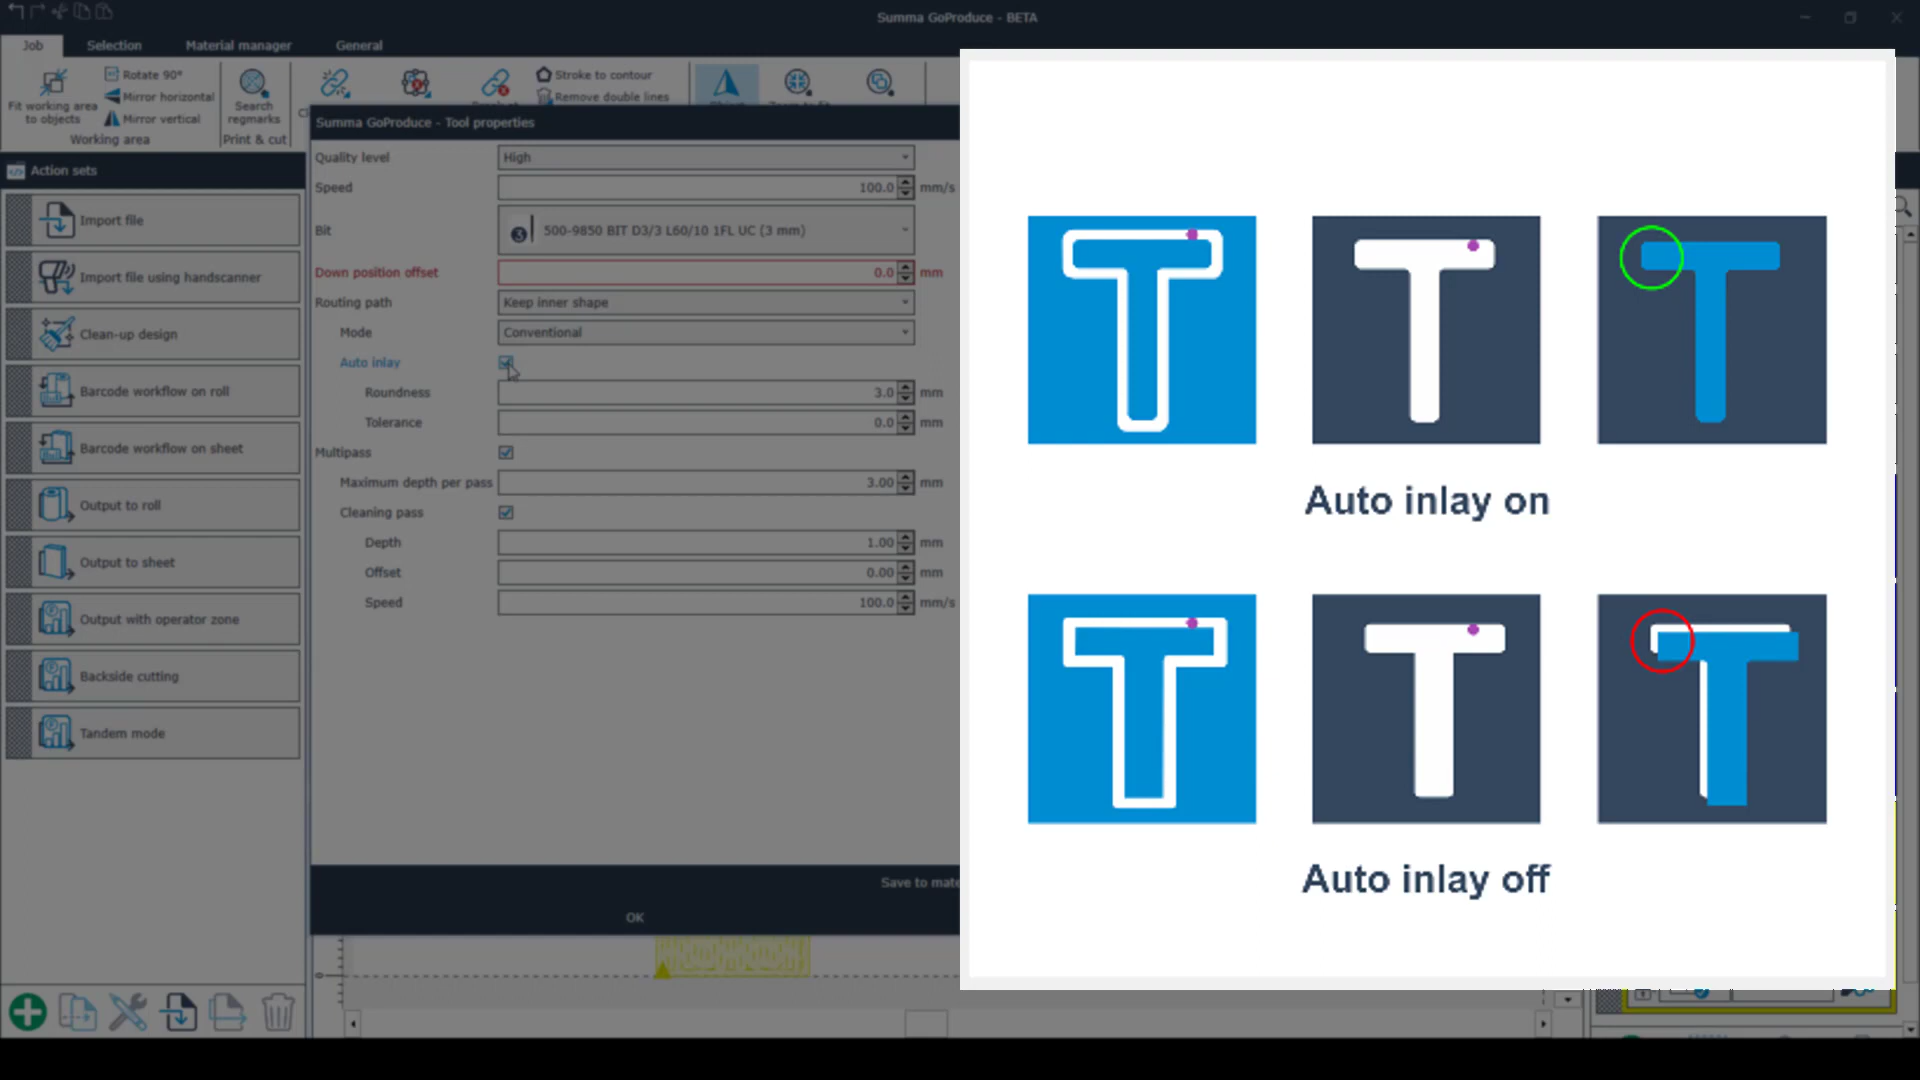 Summa GoProduce - BETA
Job
Selection
Material manager
General
Fit working area
to objects
Rotate 90°
Mirror horizontal
Mirror vertical
Working area
Search
regmarks
Print & cut
Stroke to contour
Remove double lines
Action sets
Import file
Import file using handscanner
Clean-up design
Barcode workflow on roll
Barcode workflow on sheet
Output to roll
Output to sheet
Output with operator zone
Backside cutting
Tandem mode
Summa GoProduce - Tool properties
Quality level High
Speed 100.0 mm/s
Bit 3 500-9850 BIT D3/3 L60/10 1FL UC (3 mm)
Down position offset 0.0 mm
Routing path Keep inner shape
Mode Conventional
Auto inlay
Roundness 3.0 mm
Tolerance 0.0 mm
Multipass
Maximum depth per pass 3.00 mm
Cleaning pass
Depth 1.00 mm
Offset 0.00 mm
Speed 100.0 mm/s
Save to mate
OK
0
T T T
Auto inlay on
T T T
Auto inlay off